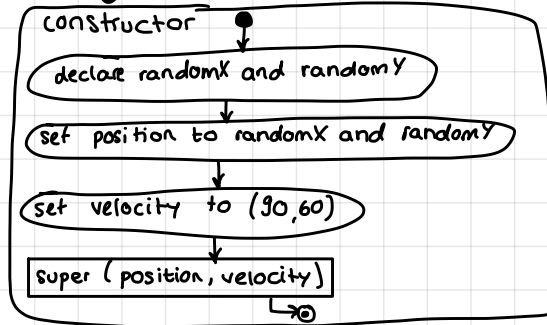 constructor
declare randomX and randomY
set position to randomX and randomY
set velocity to (90,60)
super (position, velocity)